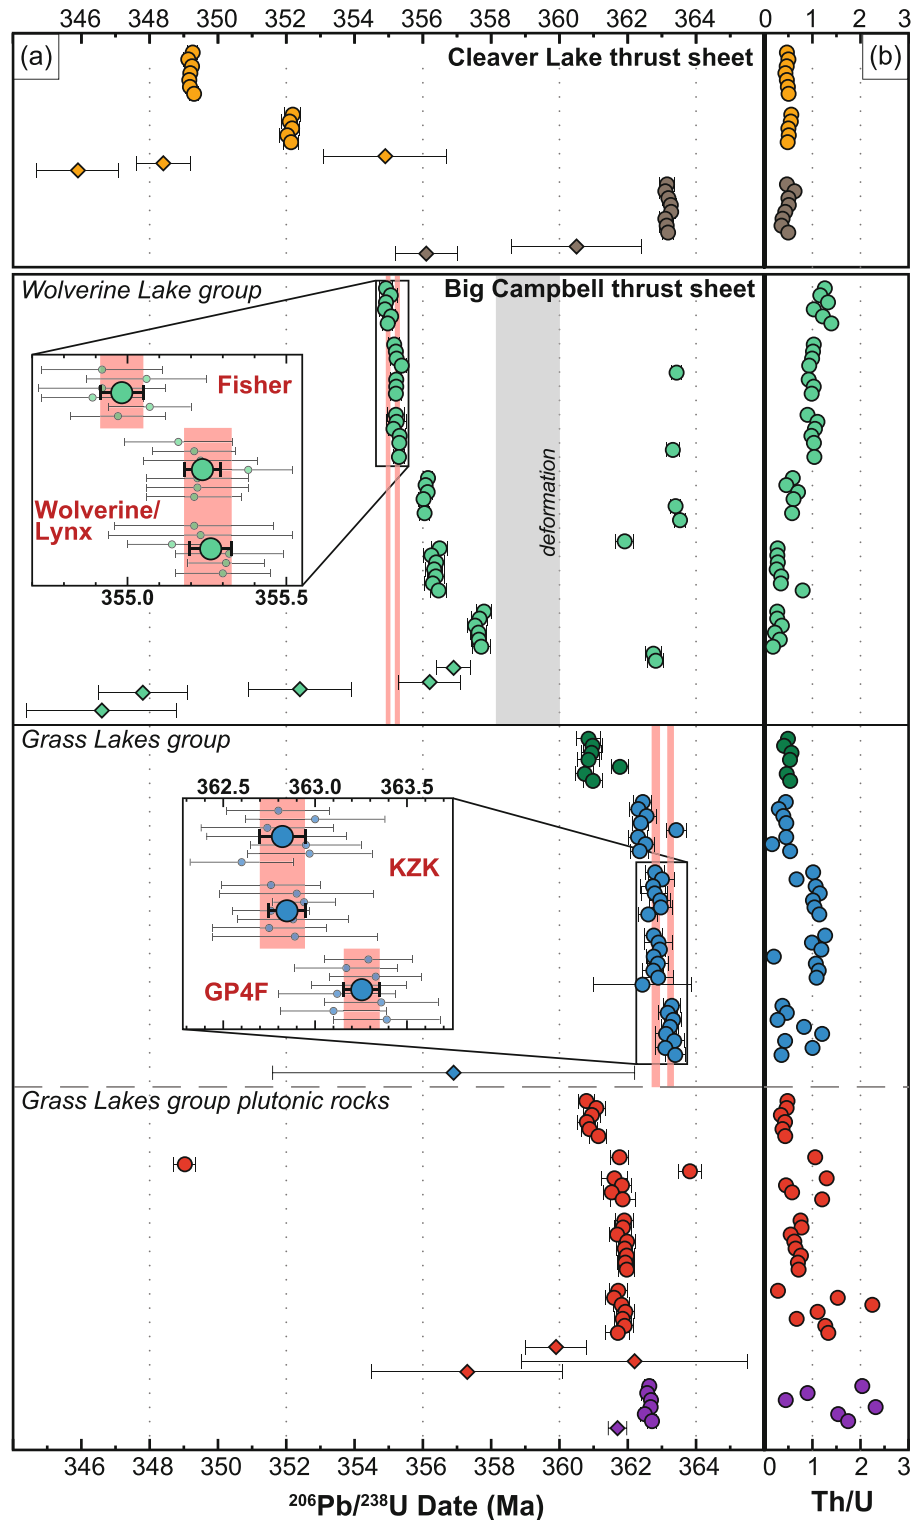 346 348 350 352 354 356 358 360 362 364 0 1 2 3
(a) Cleaver Lake thrust sheet (b)
Wolverine Lake group Big Campbell thrust sheet
Fisher
deformation
Wolverine/
Lynx
355.0 355.5
Grass Lakes group
362.5 363.0 363.5
KZK
GP4F
Grass Lakes group plutonic rocks
346 348 350 352 354 356 358 360 362 364 0 1 2 3
²⁰⁶Pb/²³⁸U Date (Ma) Th/U